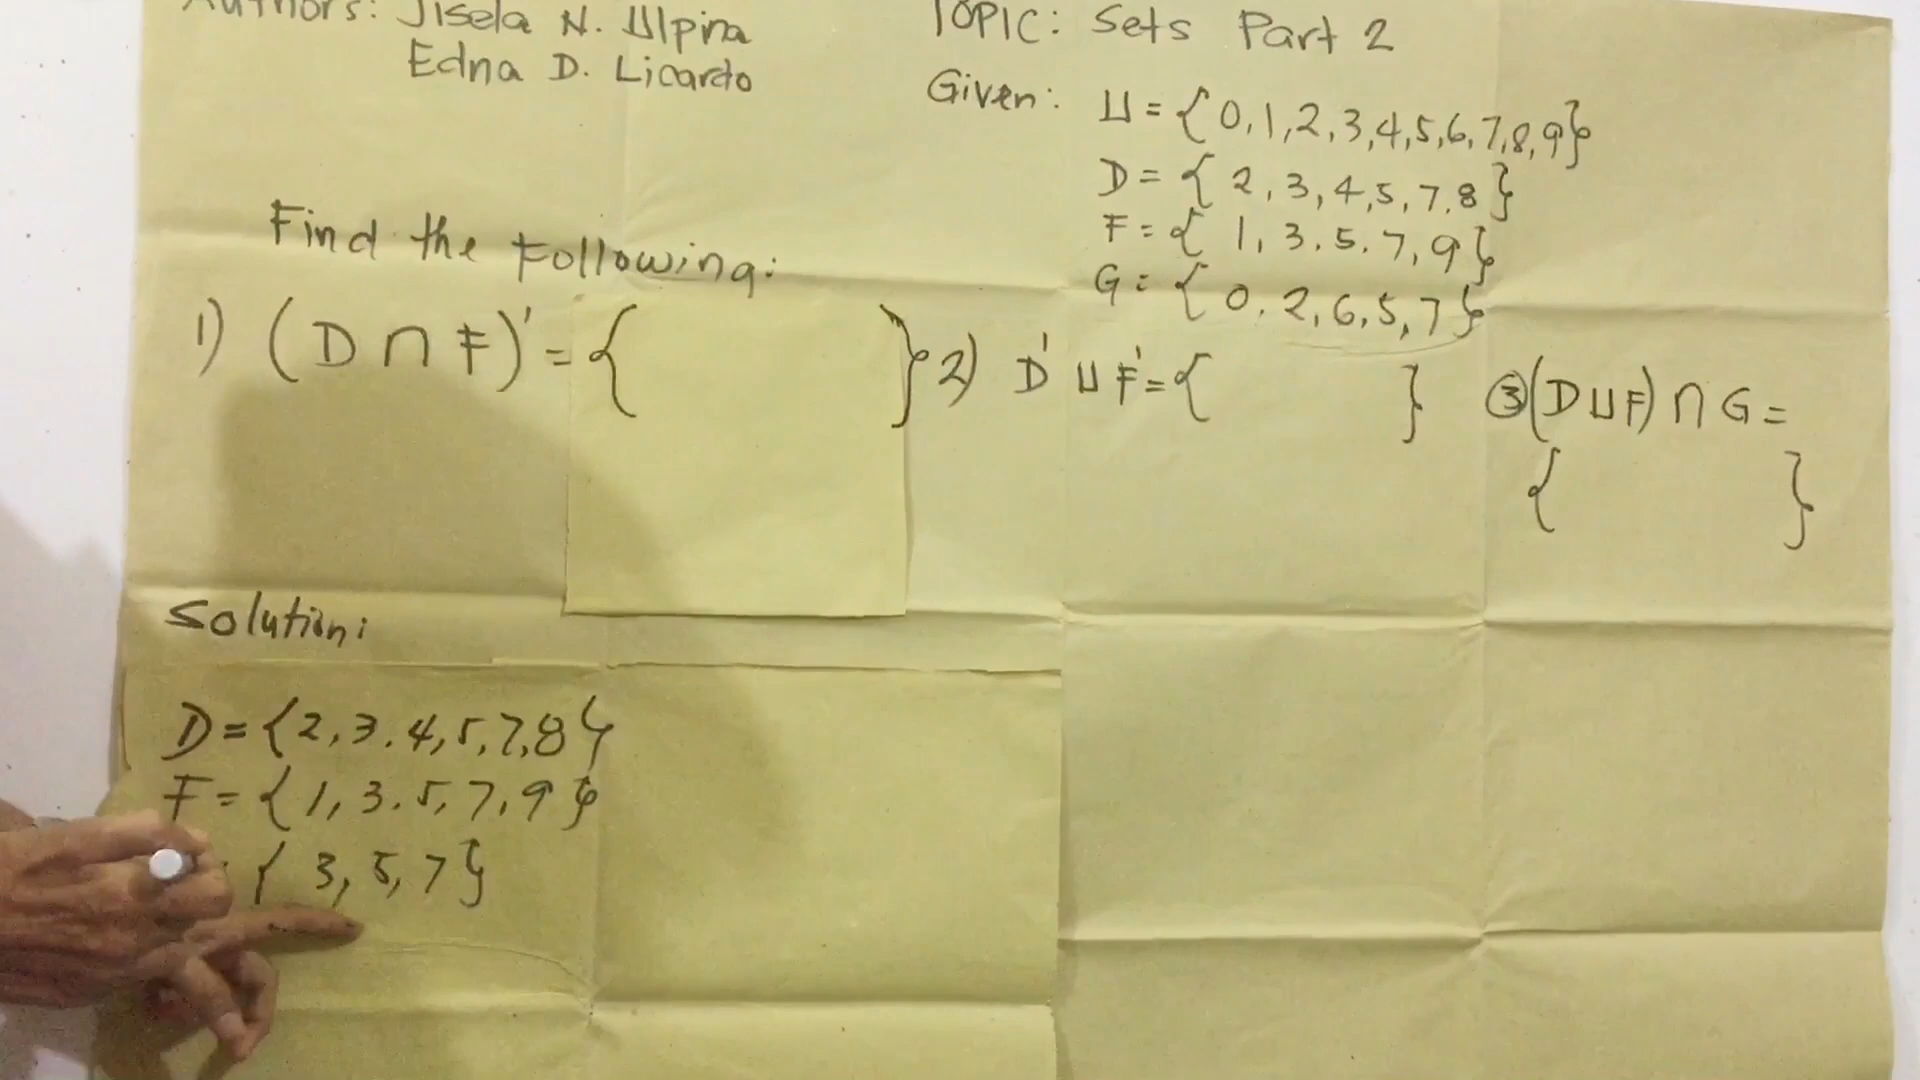 Authors: Jisela N. Ulpina
Edna D. Licardo
TOPIC: Sets Part 2
Given: U = {0,1,2,3,4,5,6,7,8,9}
D = {2,3,4,5,7,8}
F = {1,3,5,7,9}
G = {0,2,6,5,7}
Find the Following:
1) (D ∩ F)' = { }
2) D' ∪ F' = { }
③ (D ∪ F) ∩ G =
{ }
Solution:
D = {2,3,4,5,7,8}
F = {1,3,5,7,9}
{3,5,7}